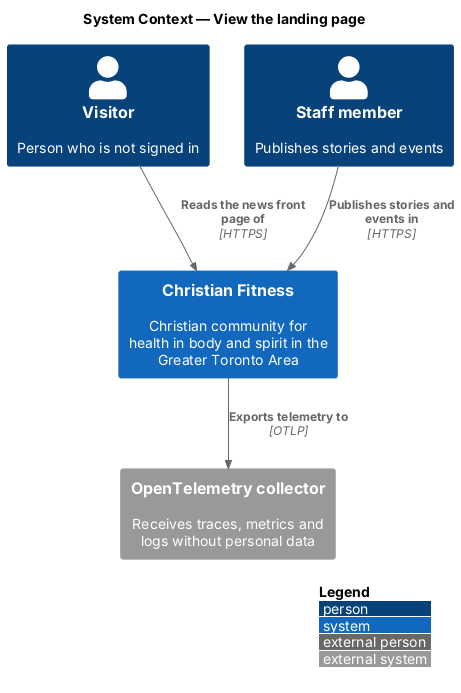 System Context — View the landing page
Visitor
Person who is not signed in
Staff member
Publishes stories and events
Reads the news front
page of
[HTTPS]
Publishes stories and
events in
[HTTPS]
Christian Fitness
Christian community for
health in body and spirit in the
Greater Toronto Area
Exports telemetry to
[OTLP]
OpenTelemetry collector
Receives traces, metrics and
logs without personal data
Legend
person
system
external person
external system